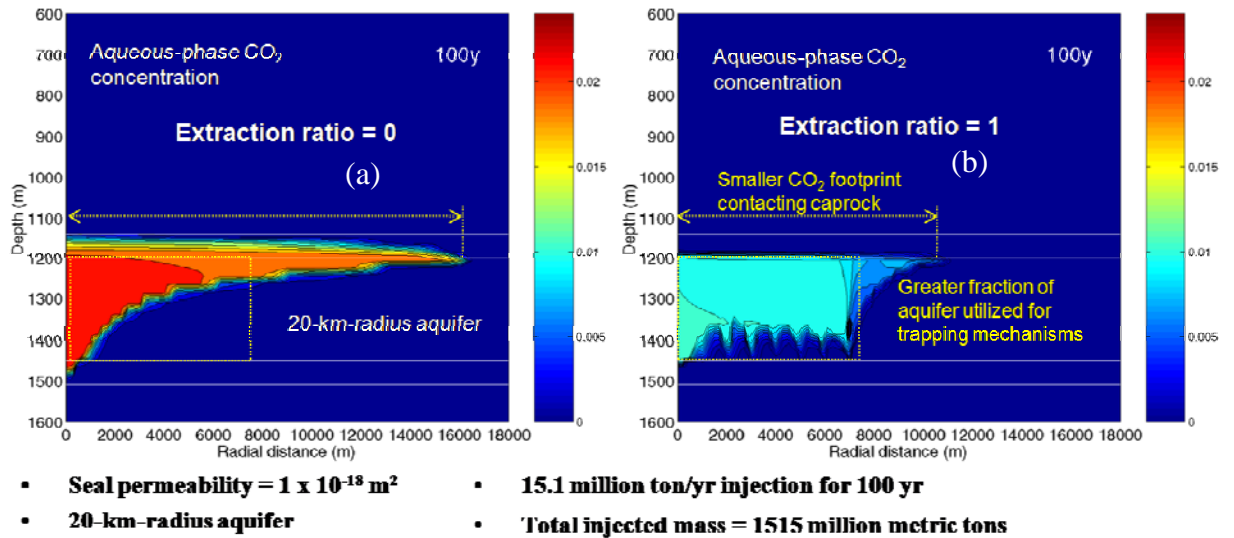 600
700
800
900
1000
1100
1200
1300
1400
1500
1600
Depth (m)
Aqueous-phase CO₂
concentration
100y
Extraction ratio = 0
(a)
20-km-radius aquifer
0 2000 4000 6000 8000 10000 12000 14000 16000 18000
Radial distance (m)
0.02
0.015
0.01
0.005
0
600
700
800
900
1000
1100
1200
1300
1400
1500
1600
Depth (m)
Aqueous-phase CO₂
concentration
100y
Extraction ratio = 1
(b)
Smaller CO₂ footprint
contacting caprock
Greater fraction of
aquifer utilized for
trapping mechanisms
0 2000 4000 6000 8000 10000 12000 14000 16000 18000
Radial distance (m)
0.02
0.015
0.01
0.005
0
• Seal permeability = 1 x 10⁻¹⁸ m²
• 20-km-radius aquifer
• 15.1 million ton/yr injection for 100 yr
• Total injected mass = 1515 million metric tons